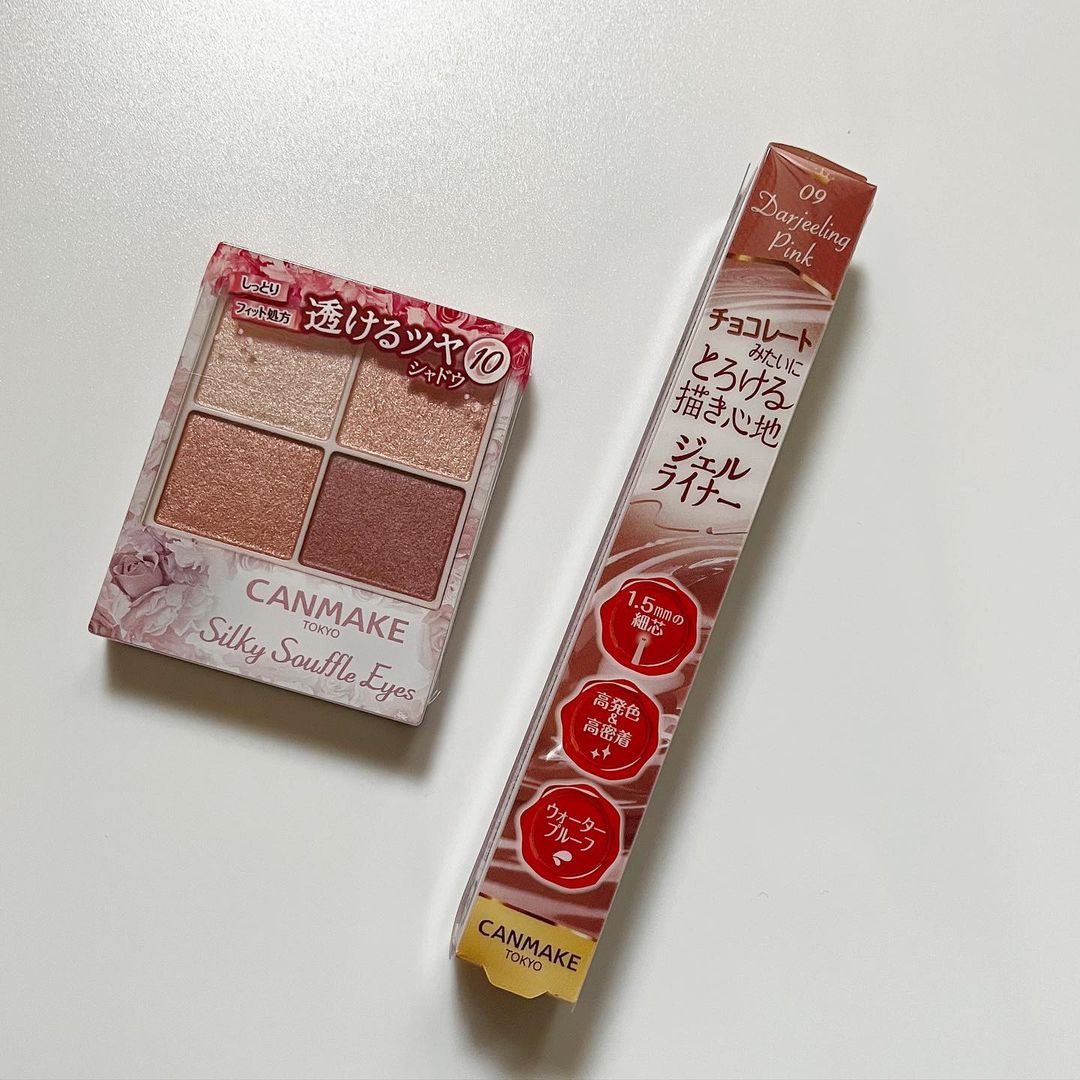 しっとり
フィット処方
透けるツヤ
シャドウ
10
CANMAKE
TOKYO
Silky Souffle Eyes
09
Darjeeling
Pink
チョコレート
みたいに
とろける
描き心地
ジェル
ライナー
1.5mmの
細芯
高発色
&
高密着
ウォーター
プルーフ
CANMAKE
TOKYO